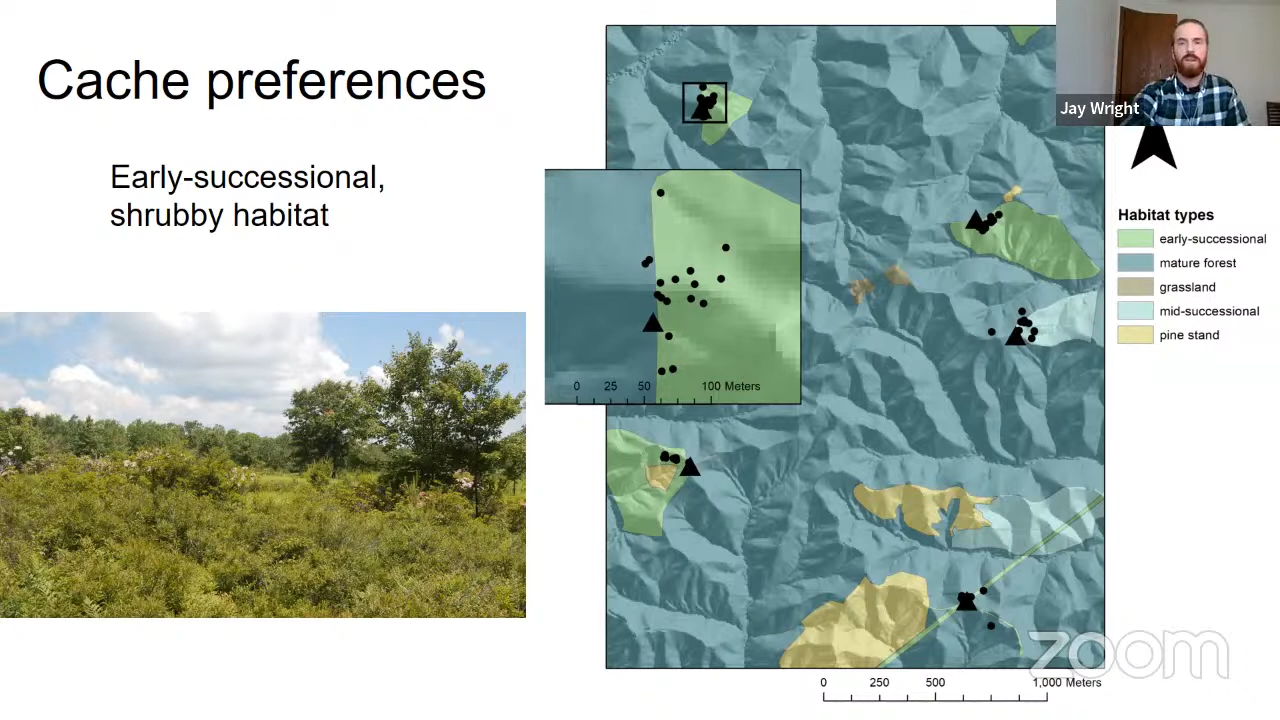 Cache preferences
Early-successional,
shrubby habitat
Jay Wright
Habitat types
early-successional
mature forest
grassland
mid-successional
pine stand
0 25 50 100 Meters
zoom
0 250 500 1,000 Meters